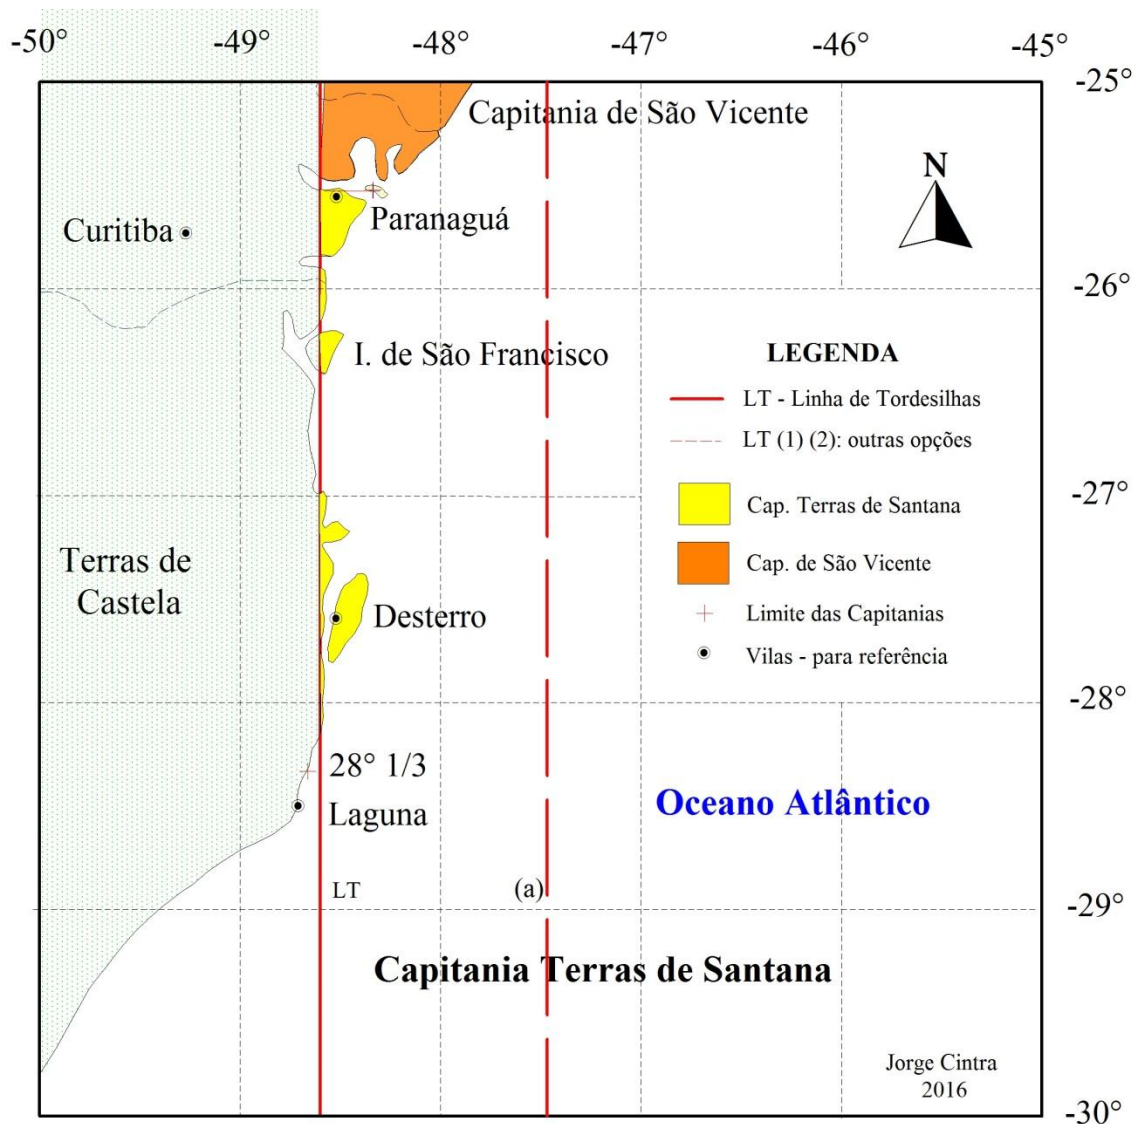 -50°
-49°
-48°
-47°
-46°
-45°
-25°
Capitania de São Vicente
N
Paranaguá
Curitiba
-26°
I. de São Francisco
LEGENDA
LT - Linha de Tordesilhas
LT (1) (2): outras opções
-27°
Cap. Terras de Santana
Cap. de São Vicente
Terras de
Castela
Desterro
Limite das Capitanias
Vilas - para referência
-28°
28° 1/3
Laguna
Oceano Atlântico
LT
(a)
-29°
Capitania Terras de Santana
Jorge Cintra
2016
-30°